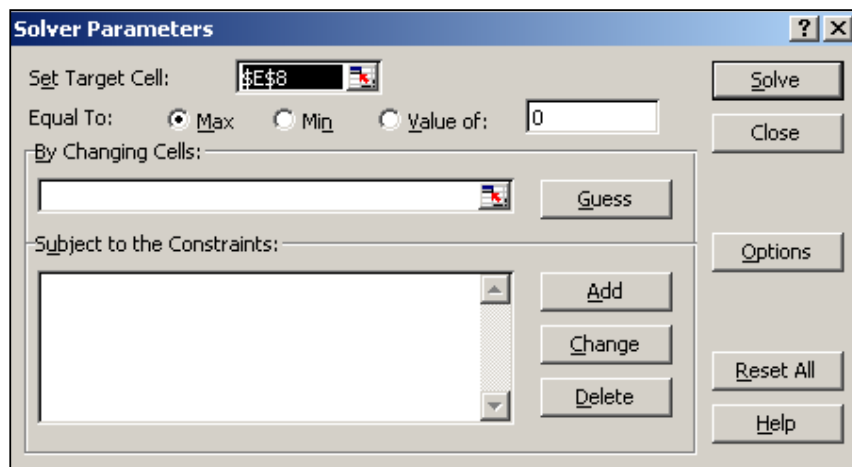 Solver Parameters
Set Target Cell: $E$8 Solve
Equal To: Max Min Value of: 0 Close
By Changing Cells:
Guess
Subject to the Constraints: Options
Add
Change
Reset All
Delete
Help